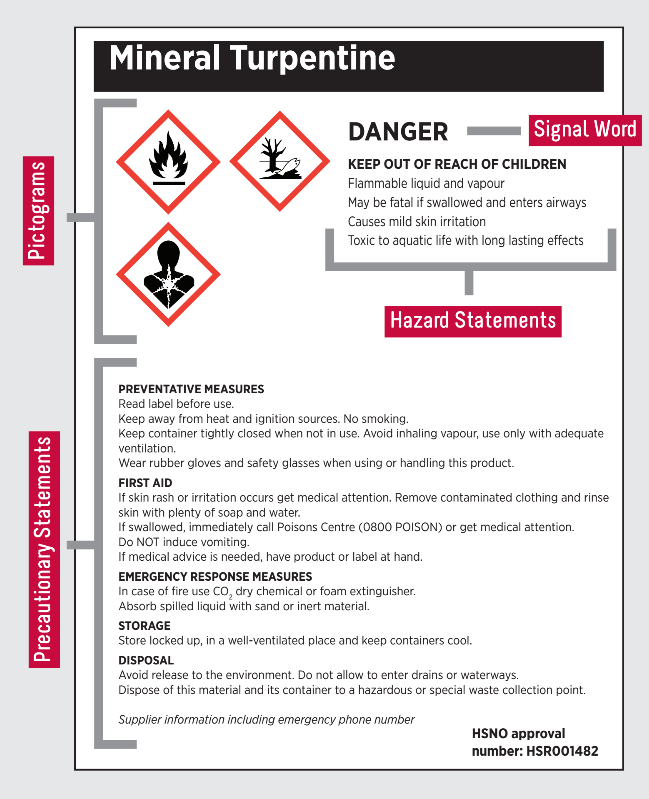 Mineral Turpentine
Pictograms
DANGER
Signal Word
KEEP OUT OF REACH OF CHILDREN
Flammable liquid and vapour
May be fatal if swallowed and enters airways
Causes mild skin irritation
Toxic to aquatic life with long lasting effects
Hazard Statements
Precautionary Statements
PREVENTATIVE MEASURES
Read label before use.
Keep away from heat and ignition sources. No smoking.
Keep container tightly closed when not in use. Avoid inhaling vapour, use only with adequate
ventilation.
Wear rubber gloves and safety glasses when using or handling this product.
FIRST AID
If skin rash or irritation occurs get medical attention. Remove contaminated clothing and rinse
skin with plenty of soap and water.
If swallowed, immediately call Poisons Centre (0800 POISON) or get medical attention.
Do NOT induce vomiting.
If medical advice is needed, have product or label at hand.
EMERGENCY RESPONSE MEASURES
In case of fire use CO₂ dry chemical or foam extinguisher.
Absorb spilled liquid with sand or inert material.
STORAGE
Store locked up, in a well-ventilated place and keep containers cool.
DISPOSAL
Avoid release to the environment. Do not allow to enter drains or waterways.
Dispose of this material and its container to a hazardous or special waste collection point.
Supplier information including emergency phone number
HSNO approval
number: HSR001482